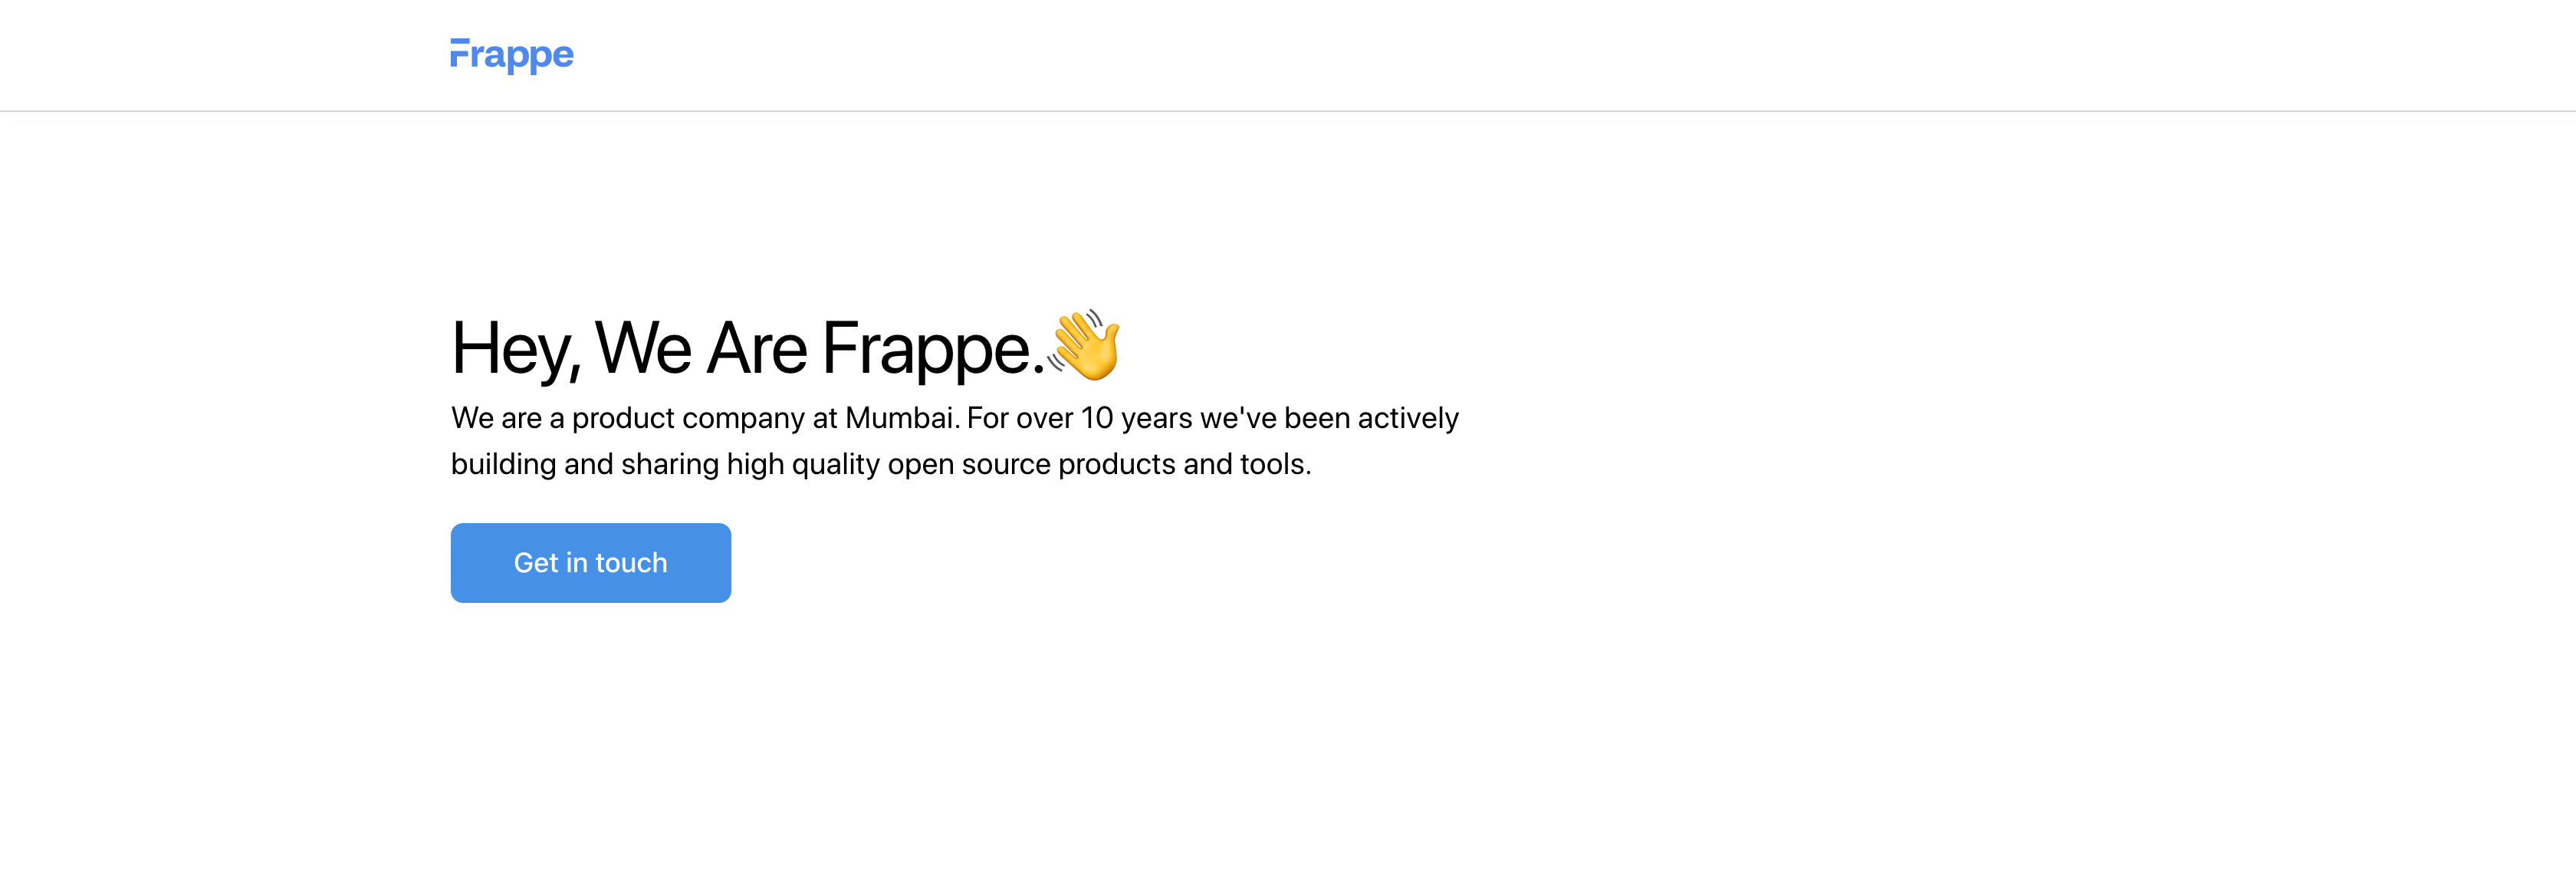 Frappe
Hey, We Are Frappe.👋
We are a product company at Mumbai. For over 10 years we've been actively
building and sharing high quality open source products and tools.
Get in touch